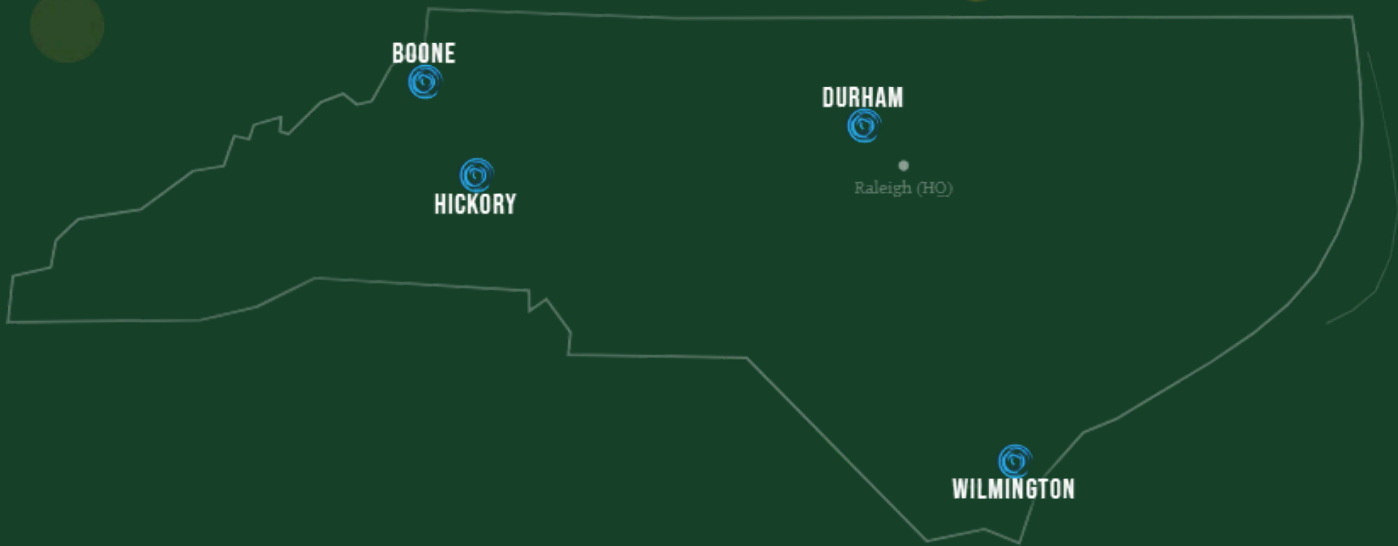 BOONE
DURHAM
Raleigh (HQ)
HICKORY
WILMINGTON